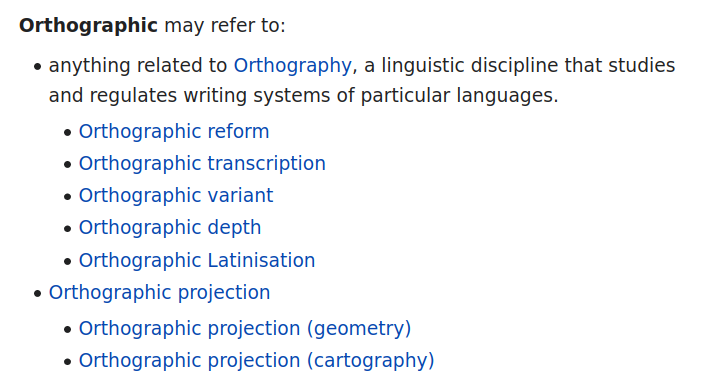 Orthographic may refer to:
• anything related to Orthography, a linguistic discipline that studies
and regulates writing systems of particular languages.
• Orthographic reform
• Orthographic transcription
• Orthographic variant
• Orthographic depth
• Orthographic Latinisation
• Orthographic projection
• Orthographic projection (geometry)
• Orthographic projection (cartography)